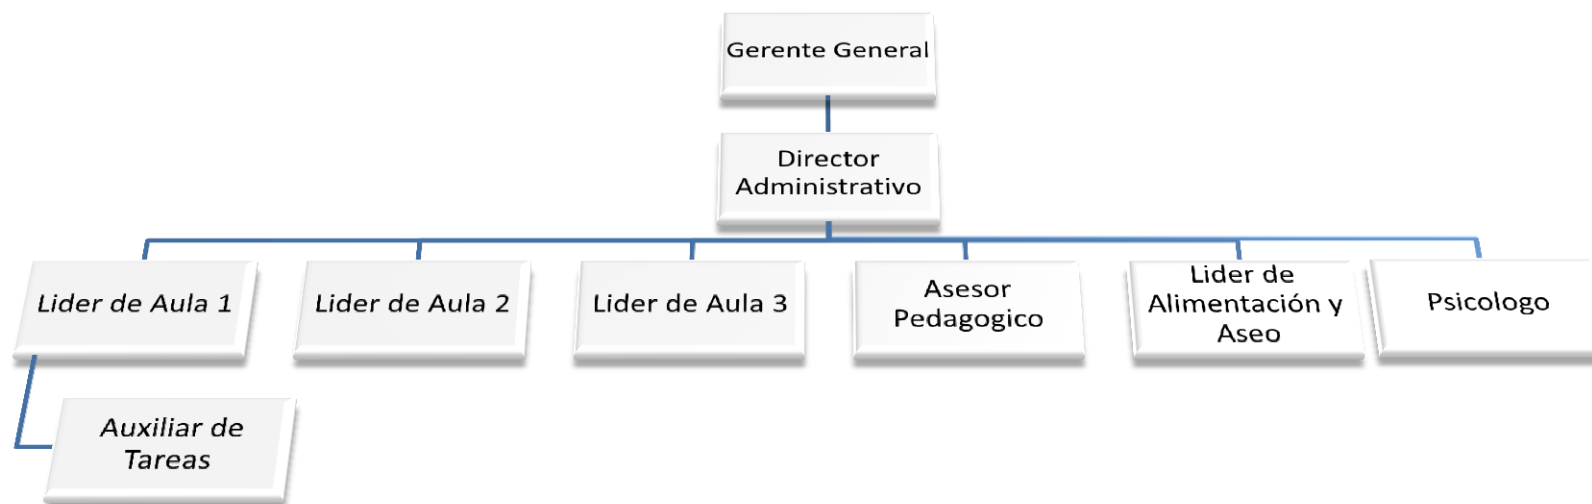 Gerente General
Director
Administrativo
Lider de Aula 1
Lider de Aula 2
Lider de Aula 3
Asesor
Pedagogico
Lider de
Alimentación y
Aseo
Psicologo
Auxiliar de
Tareas